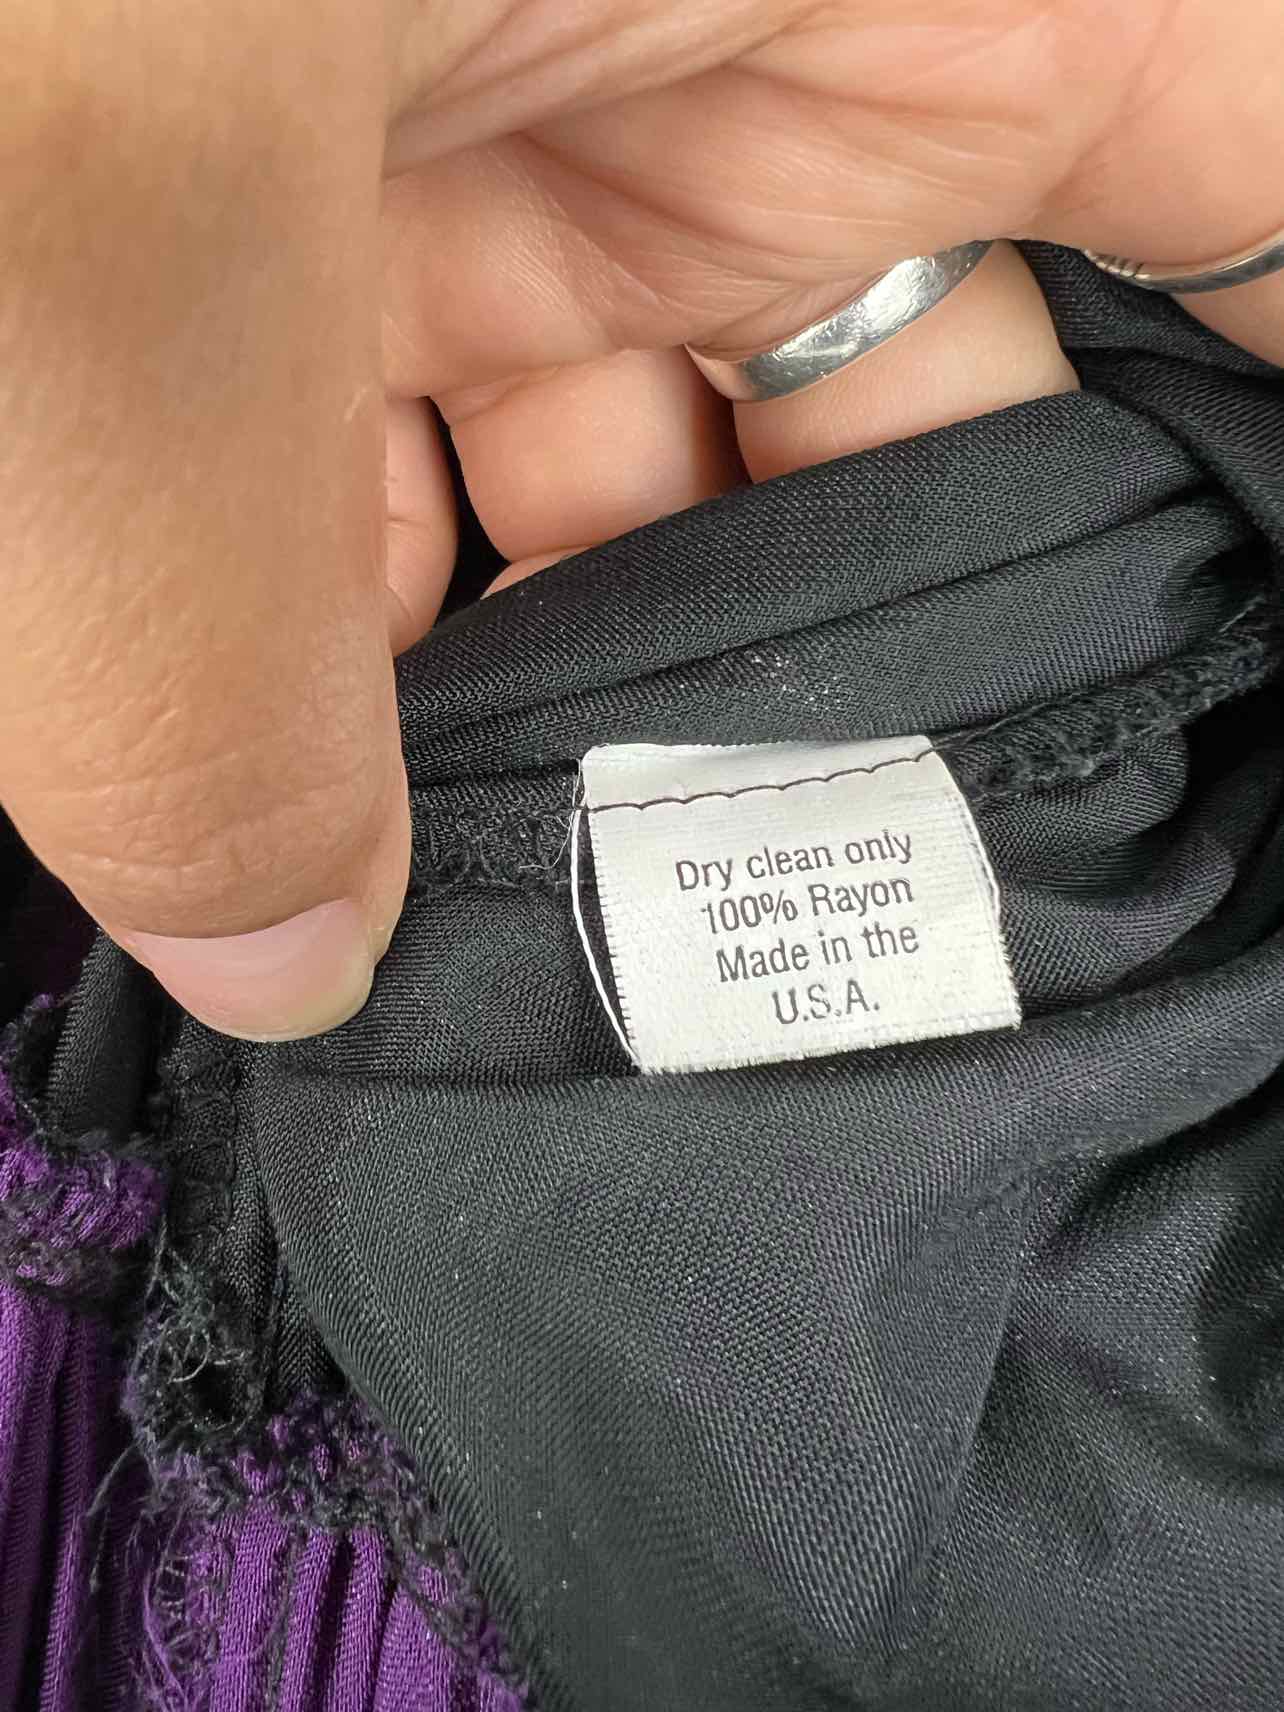 Dry clean only
100% Rayon
Made in the
U.S.A.